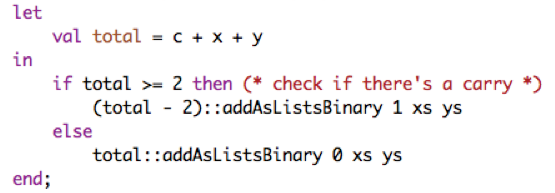 let
    val total = c + x + y
in
    if total >= 2 then (* check if there's a carry *)
        (total - 2)::addAsListsBinary 1 xs ys
    else
        total::addAsListsBinary 0 xs ys
end;